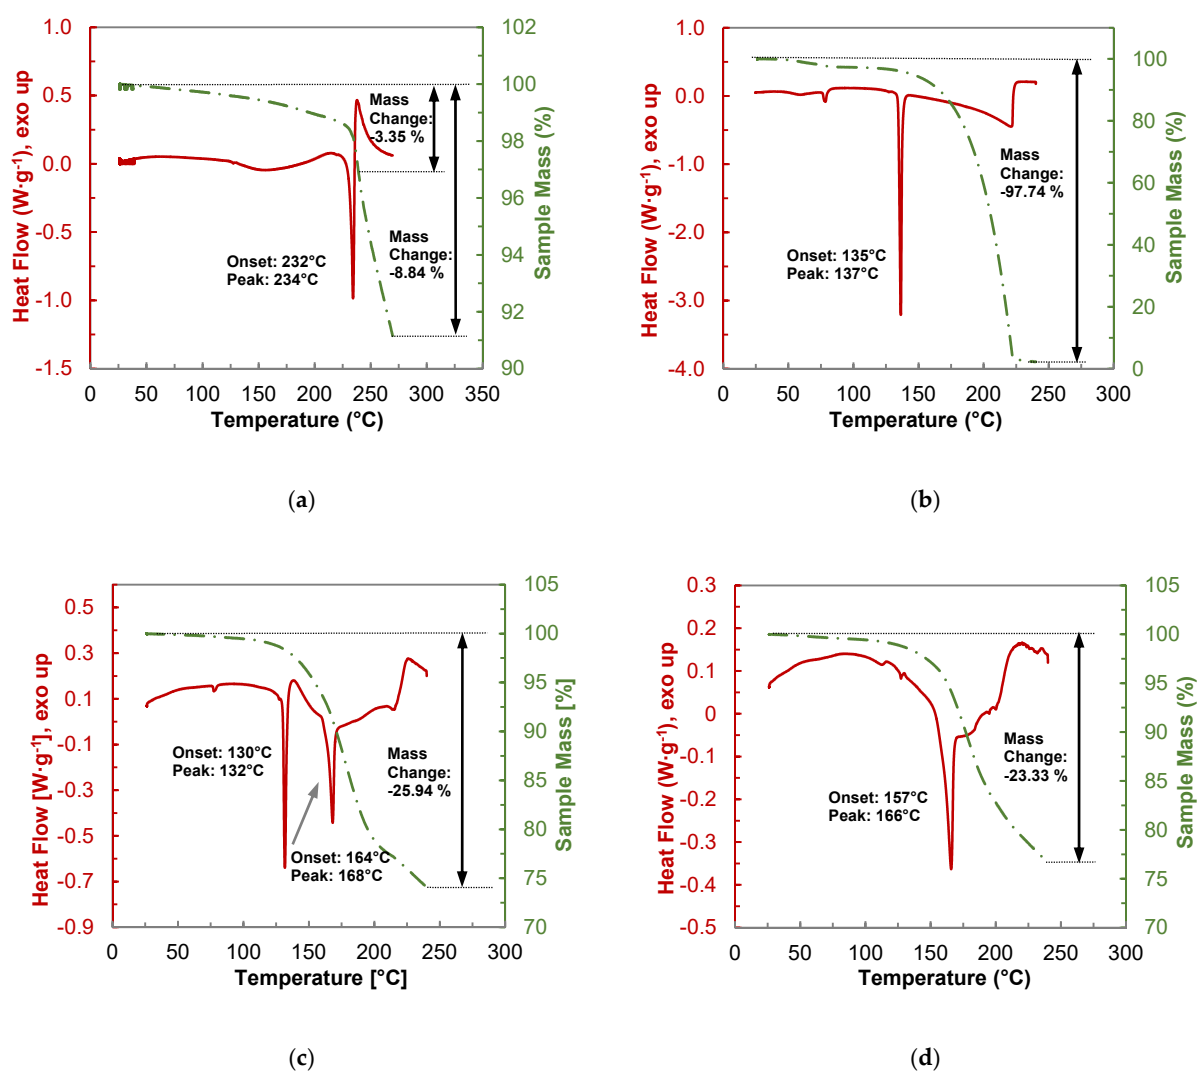 Heat Flow (W·g-1), exo up
1.0
0.5
0.0
-0.5
-1.0
-1.5
102
100
98
96
94
92
90
Sample Mass (%)
Mass
Change:
-3.35 %
Mass
Change:
-8.84 %
Onset: 232°C
Peak: 234°C
0 50 100 150 200 250 300 350
Temperature (°C)
(a)
Heat Flow (W·g-1), exo up
1.0
0.0
-1.0
-2.0
-3.0
-4.0
100
80
60
40
20
0
Sample Mass (%)
Mass
Change:
-97.74 %
Onset: 135°C
Peak: 137°C
0 50 100 150 200 250 300
Temperature (°C)
(b)
Heat Flow [W·g-1], exo up
0.5
0.3
0.1
-0.1
-0.3
-0.5
-0.7
-0.9
105
100
95
90
85
80
75
70
Sample Mass [%]
Onset: 130°C
Peak: 132°C
Mass
Change:
-25.94 %
Onset: 164°C
Peak: 168°C
0 50 100 150 200 250 300
Temperature [°C]
(c)
Heat Flow (W·g-1), exo up
0.3
0.2
0.1
0
-0.1
-0.2
-0.3
-0.4
-0.5
105
100
95
90
85
80
75
70
Sample Mass (%)
Mass
Change:
-23.33 %
Onset: 157°C
Peak: 166°C
0 50 100 150 200 250 300
Temperature (°C)
(d)